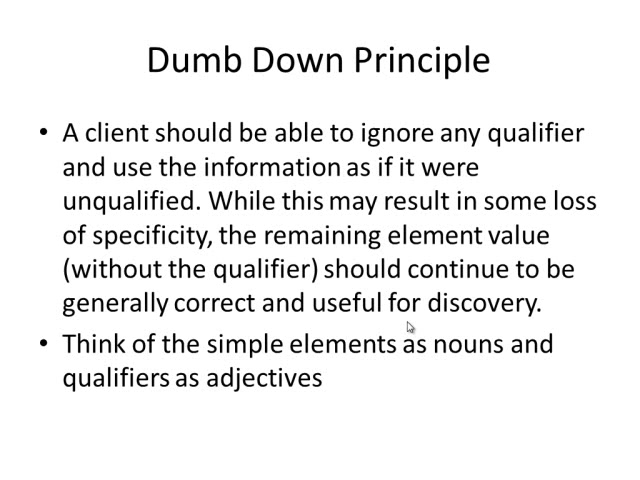 Dumb Down Principle
• A client should be able to ignore any qualifier
and use the information as if it were
unqualified. While this may result in some loss
of specificity, the remaining element value
(without the qualifier) should continue to be
generally correct and useful for discovery.
• Think of the simple elements as nouns and
qualifiers as adjectives